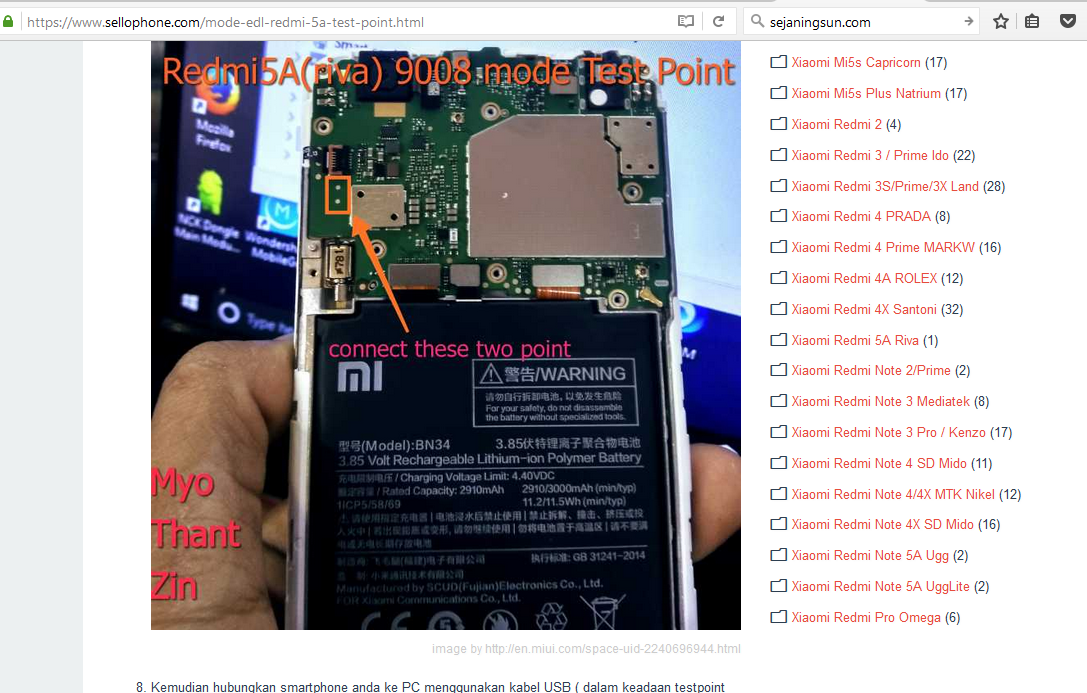 https://www.sellophone.com/mode-edl-redmi-5a-test-point.html
sejaningsun.com
Redmi5A(riva) 9008 mode Test Point
Mozilla
Firefox
NCK Dongle
Main Modu...
Wondersh
MobileGo
Type he
connect these two point
mi
警告/WARNING
请勿自行拆卸电池，以免发生危险
For your safety, do not disassemble
the battery without specialized tools.
型号(Model):BN34
3.85伏特锂离子聚合物电池
3.85 Volt Rechargeable Lithium-ion Polymer Battery
充电限制电压 / Charging Voltage Limit: 4.40VDC
额定容量 / Rated Capacity: 2910mAh 2910/3000mAh (min/typ)
1ICP5/58/69 11.2/11.5Wh (min/typ)
执行标准: GB 31241-2014
Manufactured by SCUD(Fujian)Electronics Co., Ltd.
FOR Xiaomi Communications Co., Ltd.
Myo
Thant
Zin
image by http://en.miui.com/space-uid-2240696944.html
8. Kemudian hubungkan smartphone anda ke PC menggunakan kabel USB ( dalam keadaan testpoint
Xiaomi Mi5s Capricorn (17)
Xiaomi Mi5s Plus Natrium (17)
Xiaomi Redmi 2 (4)
Xiaomi Redmi 3 / Prime Ido (22)
Xiaomi Redmi 3S/Prime/3X Land (28)
Xiaomi Redmi 4 PRADA (8)
Xiaomi Redmi 4 Prime MARKW (16)
Xiaomi Redmi 4A ROLEX (12)
Xiaomi Redmi 4X Santoni (32)
Xiaomi Redmi 5A Riva (1)
Xiaomi Redmi Note 2/Prime (2)
Xiaomi Redmi Note 3 Mediatek (8)
Xiaomi Redmi Note 3 Pro / Kenzo (17)
Xiaomi Redmi Note 4 SD Mido (11)
Xiaomi Redmi Note 4/4X MTK Nikel (12)
Xiaomi Redmi Note 4X SD Mido (16)
Xiaomi Redmi Note 5A Ugg (2)
Xiaomi Redmi Note 5A UggLite (2)
Xiaomi Redmi Pro Omega (6)